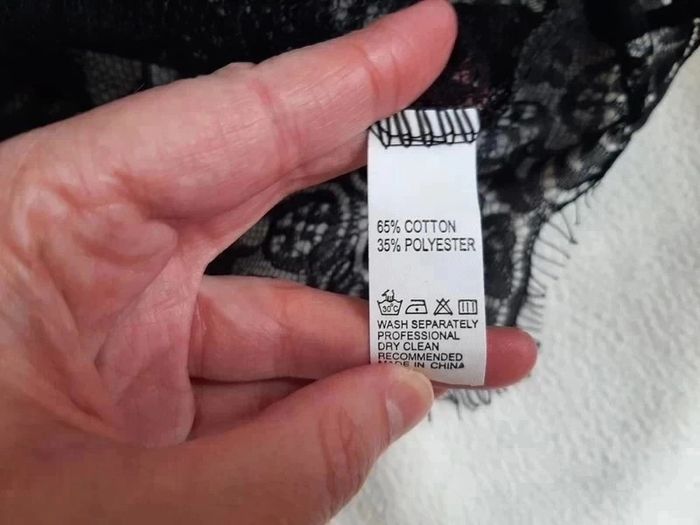 65% COTTON
35% POLYESTER
30°C
WASH SEPARATELY
PROFESSIONAL
DRY CLEAN
RECOMMENDED
MADE IN CHINA